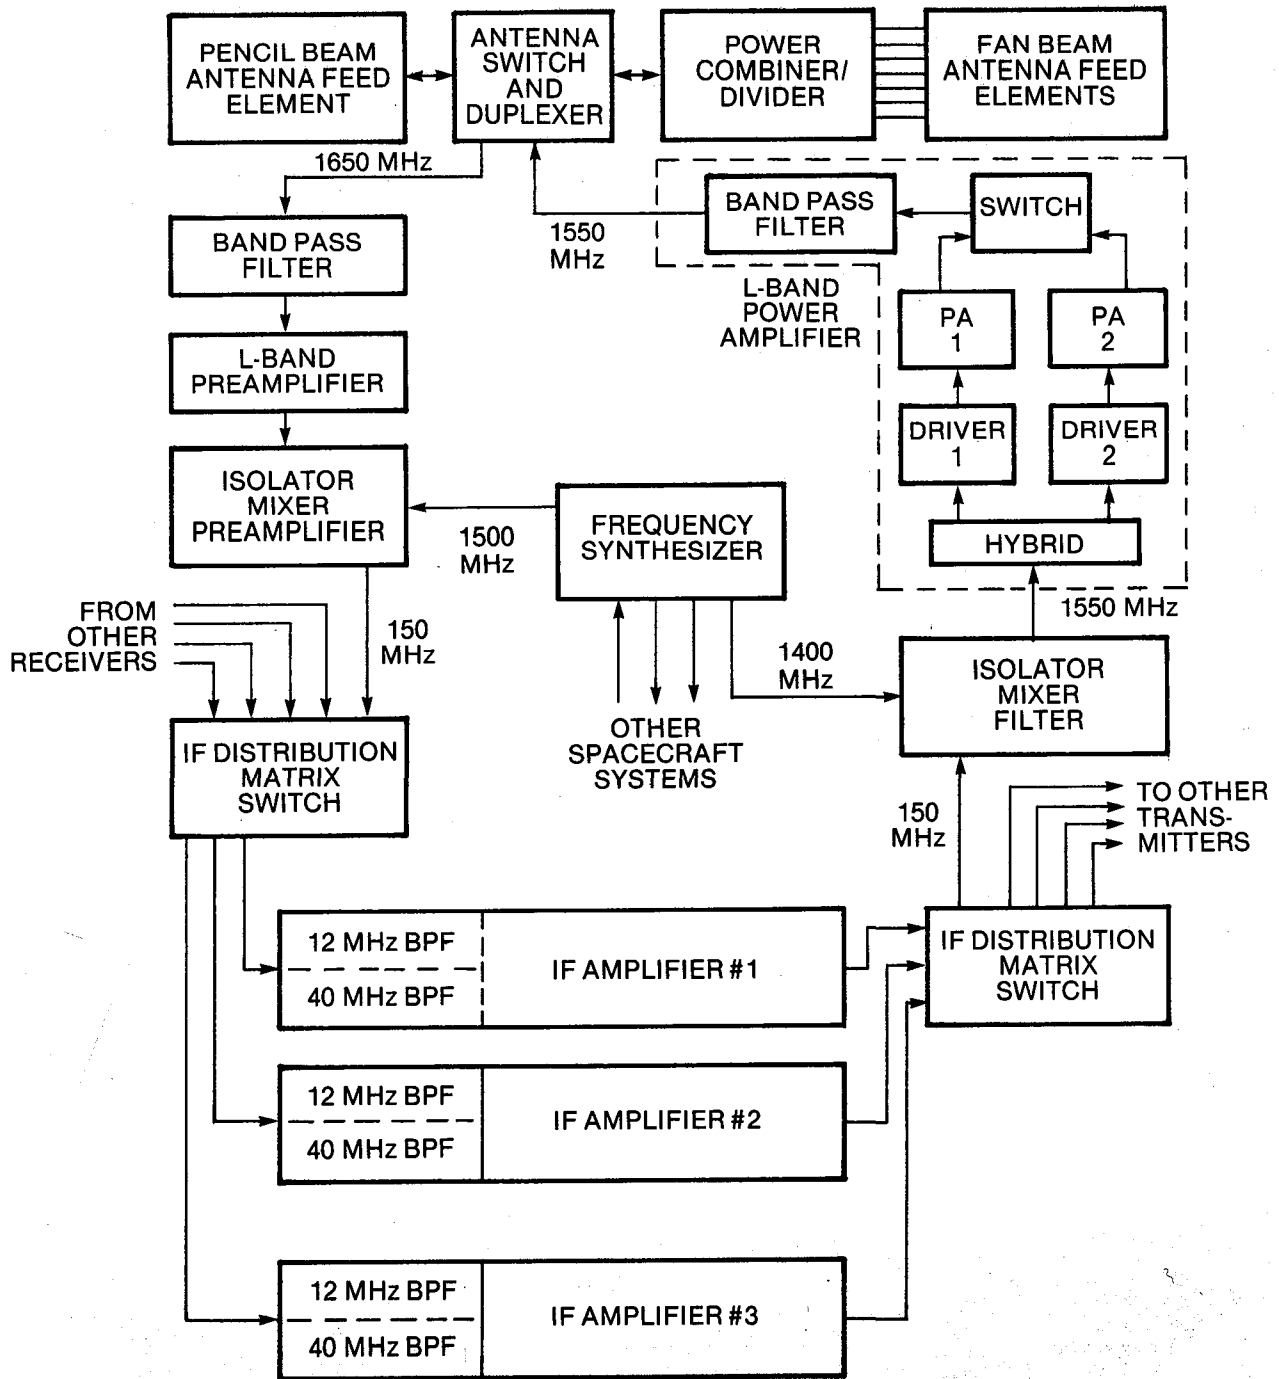 PENCIL BEAM
ANTENNA FEED
ELEMENT
ANTENNA
SWITCH
AND
DUPLEXER
POWER
COMBINER/
DIVIDER
FAN BEAM
ANTENNA FEED
ELEMENTS
1650 MHz
BAND PASS
FILTER
1550
MHz
BAND PASS
FILTER
SWITCH
L-BAND
POWER
AMPLIFIER
PA
1
PA
2
L-BAND
PREAMPLIFIER
DRIVER
1
DRIVER
2
ISOLATOR
MIXER
PREAMPLIFIER
1500
MHz
FREQUENCY
SYNTHESIZER
HYBRID
1550 MHz
FROM
OTHER
RECEIVERS
150
MHz
1400
MHz
ISOLATOR
MIXER
FILTER
OTHER
SPACECRAFT
SYSTEMS
IF DISTRIBUTION
MATRIX
SWITCH
150
MHz
TO OTHER
TRANS-
MITTERS
12 MHz BPF
40 MHz BPF
IF AMPLIFIER #1
IF DISTRIBUTION
MATRIX
SWITCH
12 MHz BPF
40 MHz BPF
IF AMPLIFIER #2
12 MHz BPF
40 MHz BPF
IF AMPLIFIER #3